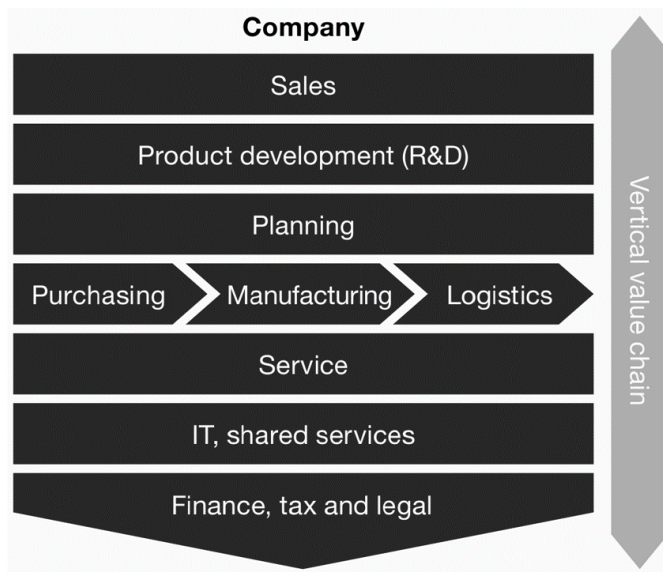 Company
Sales
Product development (R&D)
Planning
Purchasing
Manufacturing
Logistics
Service
IT, shared services
Finance, tax and legal
Vertical value chain